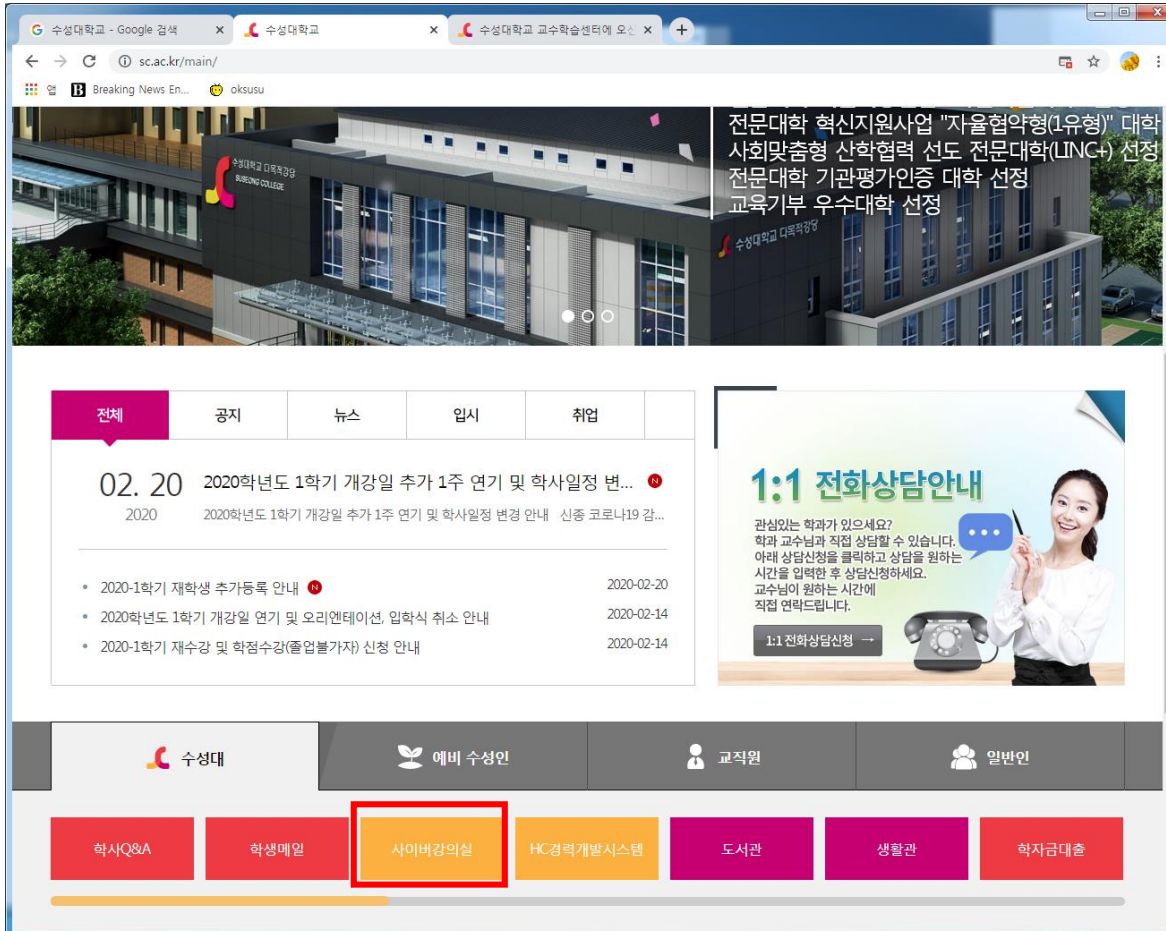 수성대학교 - Google 검색
수성대학교
수성대학교 교수학습센터에 오신
sc.ac.kr/main/
앱
B Breaking News En...
oksusu
전문대학 혁신지원사업 "자율협약형(1유형)" 대학
사회맞춤형 산학협력 선도 전문대학(LINC+) 선정
전문대학 기관평가인증 대학 선정
교육기부 우수대학 선정
수성대학교 다목적강당
SUSEONG COLLEGE
수성대학교 다목적강당
전체 공지 뉴스 입시 취업
02. 20
2020
2020학년도 1학기 개강일 추가 1주 연기 및 학사일정 변... N
2020학년도 1학기 개강일 추가 1주 연기 및 학사일정 변경 안내 신종 코로나19 감...
• 2020-1학기 재학생 추가등록 안내 N 2020-02-20
• 2020학년도 1학기 개강일 연기 및 오리엔테이션, 입학식 취소 안내 2020-02-14
• 2020-1학기 재수강 및 학점수강(졸업불가자) 신청 안내 2020-02-14
1:1 전화상담안내
관심있는 학과가 있으세요?
학과 교수님과 직접 상담할 수 있습니다.
아래 상담신청을 클릭하고 상담을 원하는
시간을 입력한 후 상담신청하세요.
교수님이 원하는 시간에
직접 연락드립니다.
1:1 전화상담신청 →
수성대 예비 수성인 교직원 일반인
학사Q&A 학생메일 사이버강의실 HC경력개발시스템 도서관 생활관 학자금대출